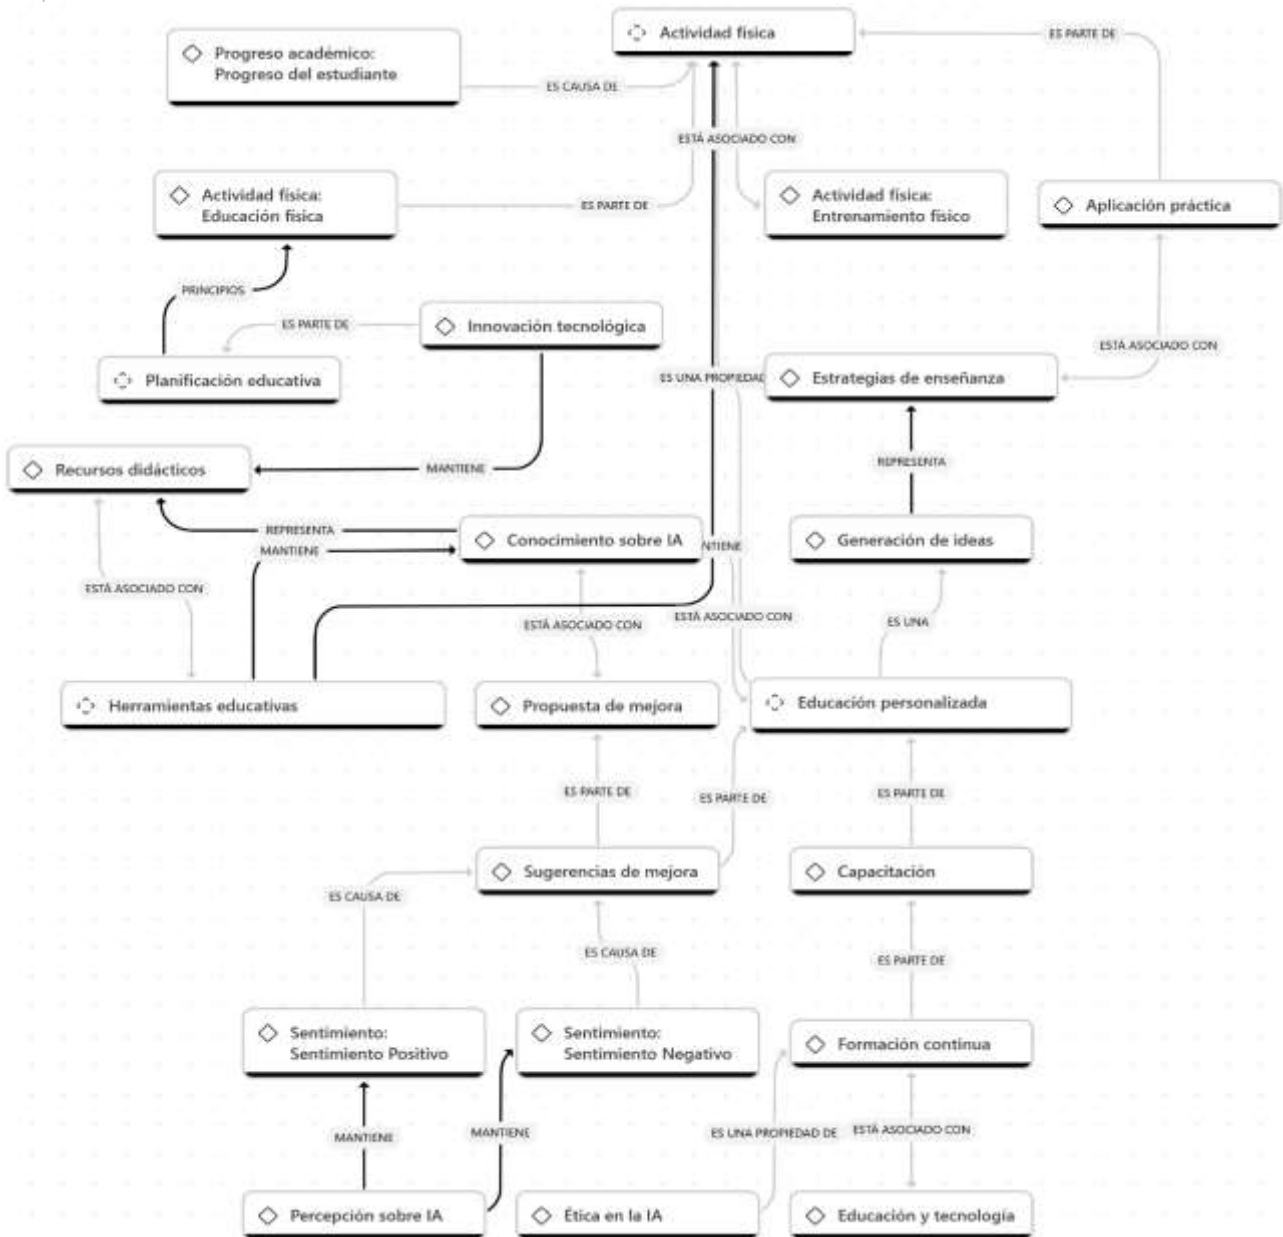 Actividad física
ES PARTE DE
Progreso académico:
Progreso del estudiante
ES CAUSA DE
ESTÁ ASOCIADO CON
Actividad física:
Educación física
ES PARTE DE
Actividad física:
Entrenamiento físico
Aplicación práctica
PRINCIPIOS
ES PARTE DE
Innovación tecnológica
ESTÁ ASOCIADO CON
Planificación educativa
ES UNA PROPIEDAD
Estrategias de enseñanza
Recursos didácticos
MANTIENE
REPRESENTA
REPRESENTA
MANTIENE
Conocimiento sobre IA
NTIENE
Generación de ideas
ESTÁ ASOCIADO CON
ESTÁ ASOCIADO CON
ESTÁ ASOCIADO CON
ES UNA
Herramientas educativas
Propuesta de mejora
Educación personalizada
ES PARTE DE
ES PARTE DE
ES PARTE DE
Sugerencias de mejora
Capacitación
ES CAUSA DE
ES CAUSA DE
ES PARTE DE
Sentimiento:
Sentimiento Positivo
Sentimiento:
Sentimiento Negativo
Formación continua
MANTIENE
MANTIENE
ES UNA PROPIEDAD DE
ESTÁ ASOCIADO CON
Percepción sobre IA
Ética en la IA
Educación y tecnología